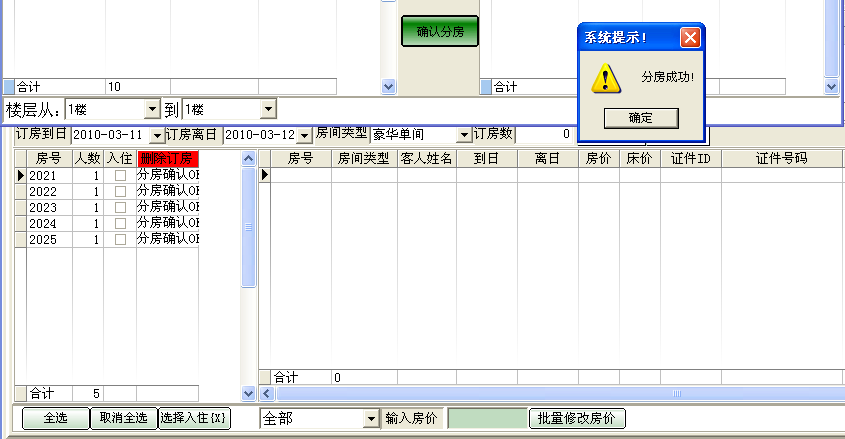 确认分房
系统提示!
分房成功!
确定
合计 10 合计
楼层从: 1楼 到 1楼
订房到日 2010-03-11 订房离日 2010-03-12 房间类型 豪华单间 订房数 0
房号 人数 入住 删除订房 房号 房间类型 客人姓名 到日 离日 房价 床价 证件ID 证件号码
2021 1 分房确认OK
2022 1 分房确认OK
2023 1 分房确认OK
2024 1 分房确认OK
2025 1 分房确认OK
合计 0
合计 5
全选 取消全选 选择入住{X} 全部 输入房价 批量修改房价